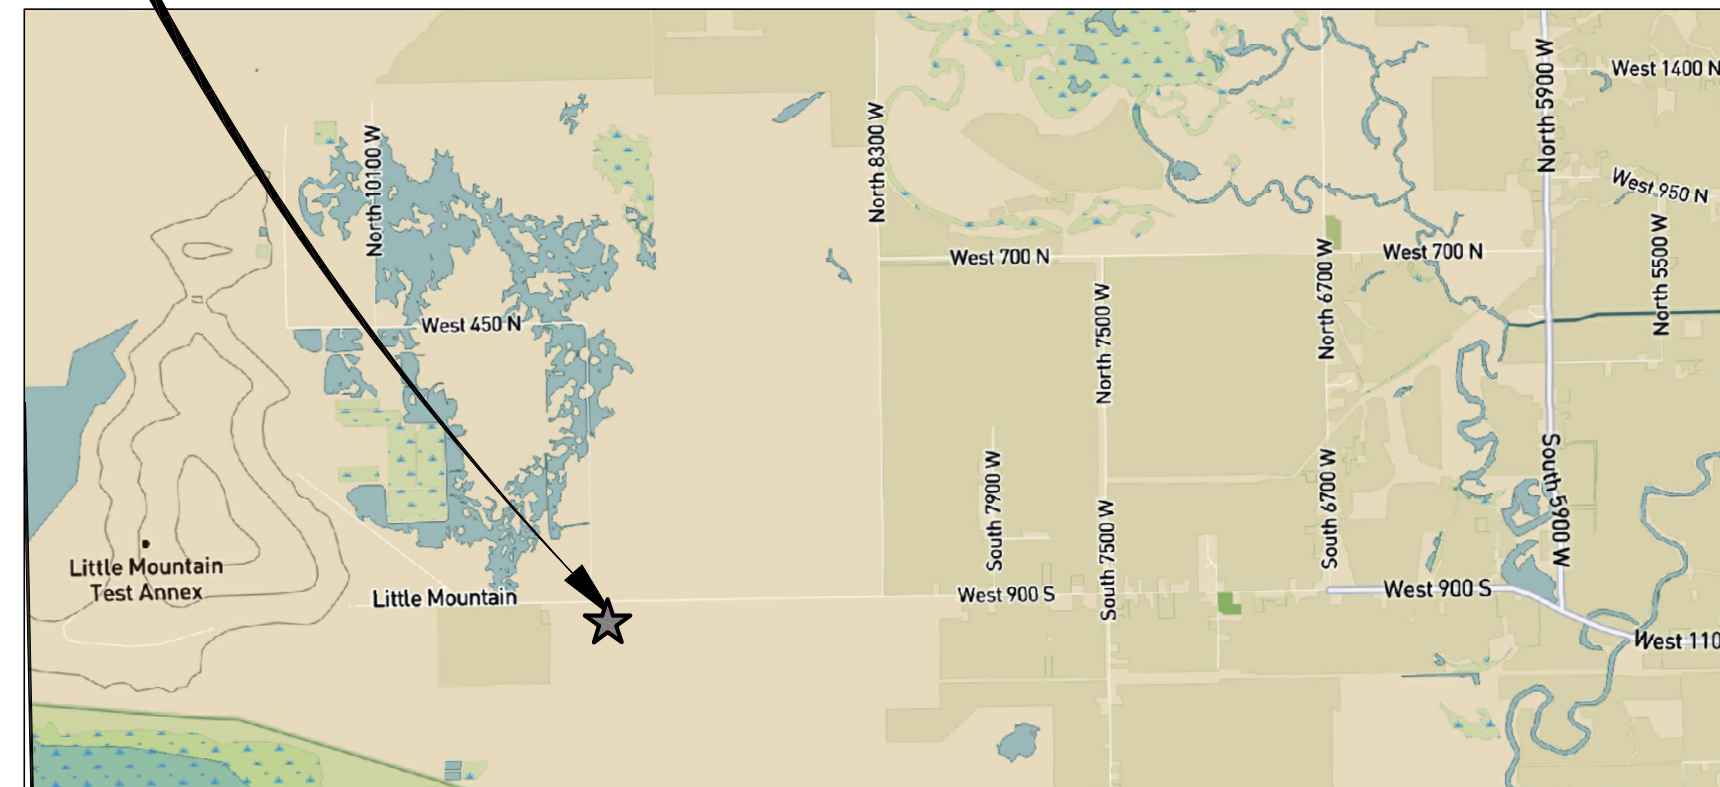 West 1400 N
North 5900 W
North 8300 W
North 10100 W
West 950 N
North 5500 W
West 700 N
West 700 N
North 6700 W
North 7500 W
West 450 N
South 5900 W
South 7900 W
South 6700 W
South 7500 W
Little Mountain
Test Annex
Little Mountain
West 900 S
West 900 S
West 110